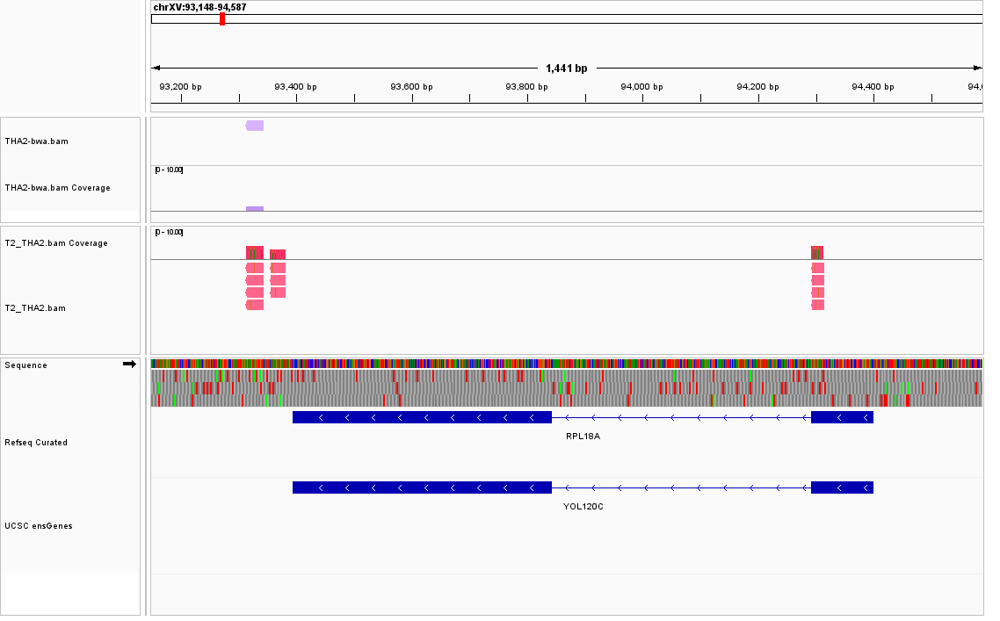 chrXV:93,148-94,587
1,441 bp
93,200 bp 93,400 bp 93,600 bp 93,800 bp 94,000 bp 94,200 bp 94,400 bp 94,
THA2-bwa.bam
[0 - 10.00]
THA2-bwa.bam Coverage
[0 - 10.00]
T2_THA2.bam Coverage
T2_THA2.bam
Sequence
RPL18A
Refseq Curated
YOL120C
UCSC ensGenes